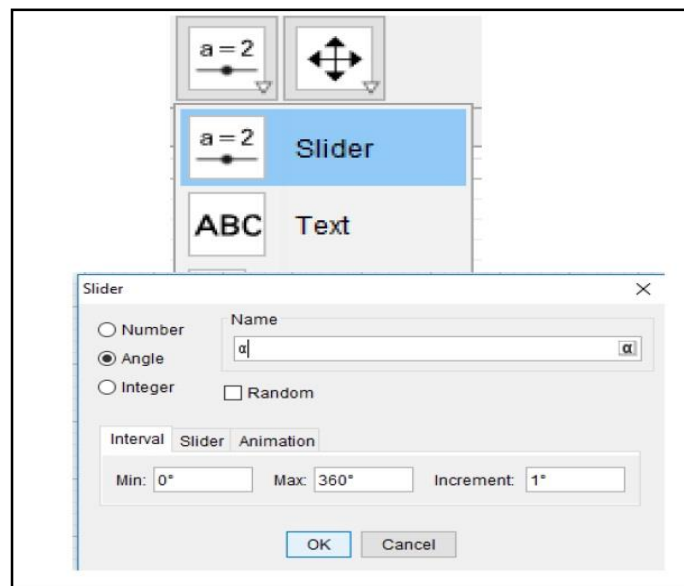 a = 2
a = 2
Slider
ABC
Text
Slider
Number
Name
Angle
α
α
Integer
Random
Interval Slider Animation
Min: 0° Max: 360° Increment: 1°
OK Cancel